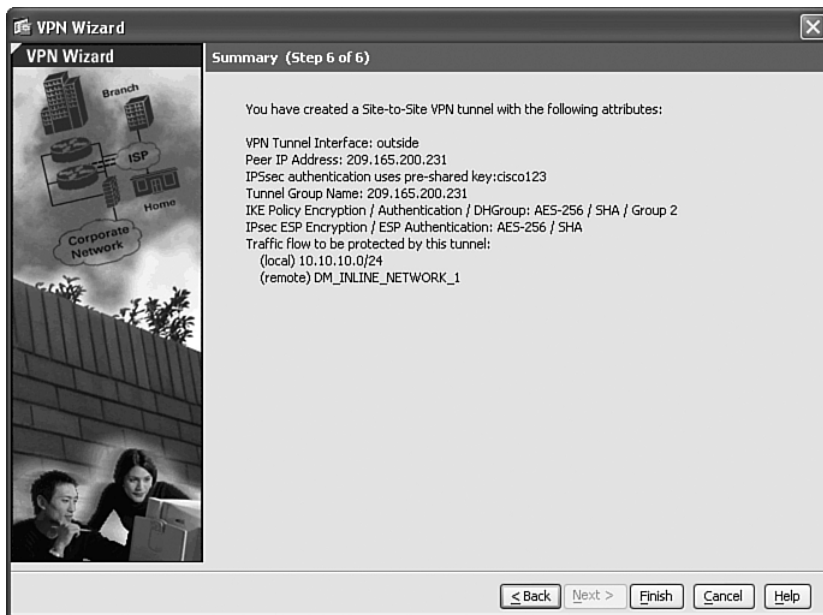 VPN Wizard
VPN Wizard
Branch
ISP
Home
Corporate
Network
Summary (Step 6 of 6)
You have created a Site-to-Site VPN tunnel with the following attributes:
VPN Tunnel Interface: outside
Peer IP Address: 209.165.200.231
IPSsec authentication uses pre-shared key:cisco123
Tunnel Group Name: 209.165.200.231
IKE Policy Encryption / Authentication / DHGroup: AES-256 / SHA / Group 2
IPsec ESP Encryption / ESP Authentication: AES-256 / SHA
Traffic flow to be protected by this tunnel:
(local) 10.10.10.0/24
(remote) DM_INLINE_NETWORK_1
< Back Next > Finish Cancel Help